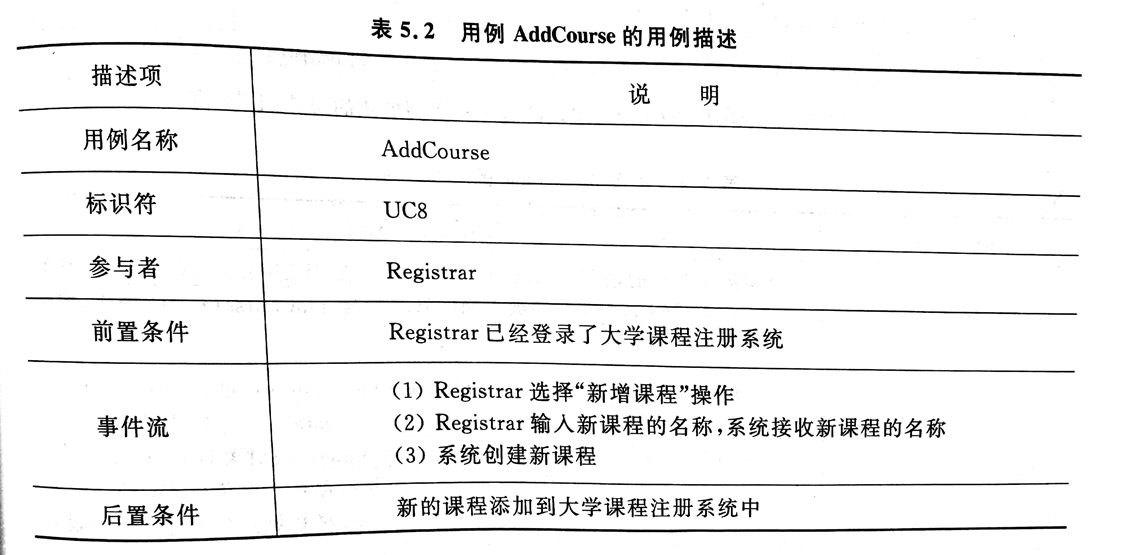 表 5.2 用例 AddCourse 的用例描述
描述项 说 明
用例名称 AddCourse
标识符 UC8
参与者 Registrar
前置条件 Registrar 已经登录了大学课程注册系统
事件流
(1) Registrar 选择“新增课程”操作
(2) Registrar 输入新课程的名称,系统接收新课程的名称
(3) 系统创建新课程
后置条件 新的课程添加到大学课程注册系统中